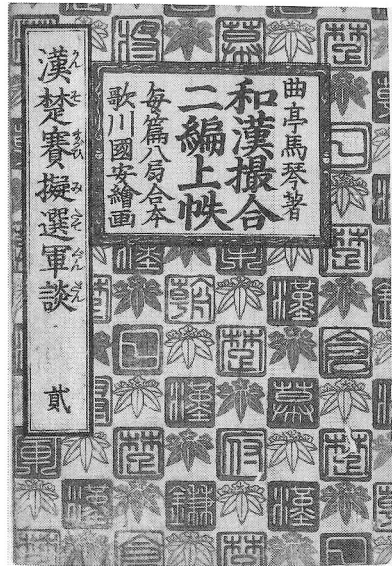 曲亭馬琴著
和漢撮合
二編上帙
每篇八局合本
歌川國安繪画
漢楚賽擬選軍談
貳